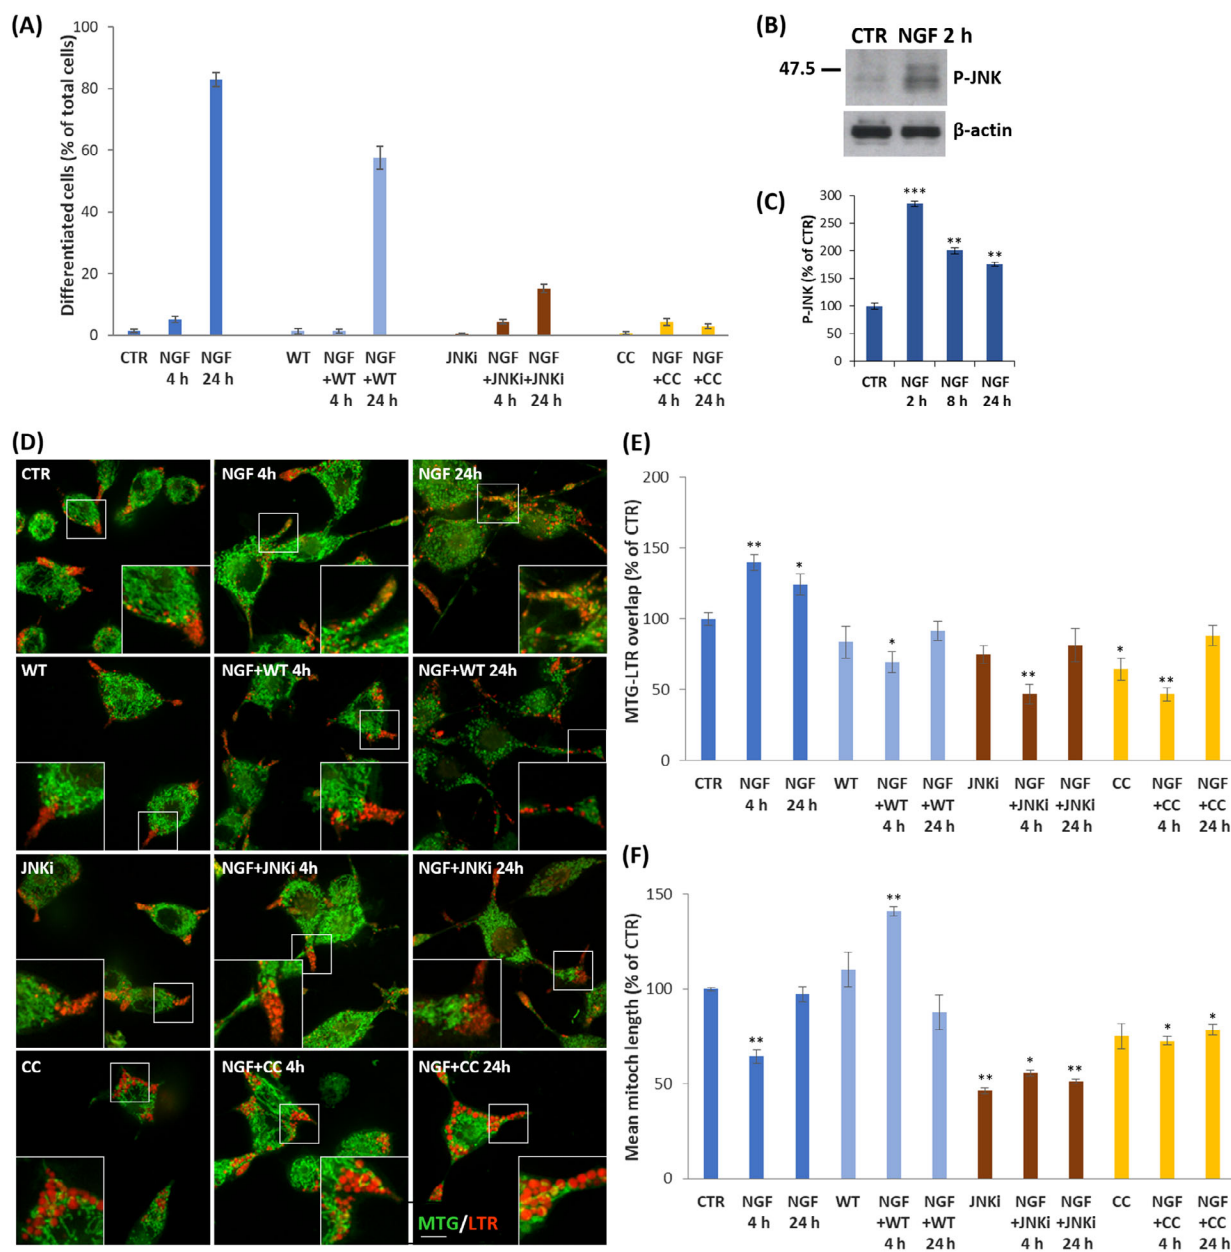 (A)
Differentiated cells (% of total cells)
100
80
60
40
20
0
CTR NGF NGF WT NGF NGF JNKi NGF NGF CC NGF NGF
4 h 24 h +WT +WT +JNKi+JNKi +CC +CC
4 h 24 h 4 h 24 h 4 h 24 h
(B)
CTR NGF 2 h
47.5
P-JNK
β-actin
(C)
P-JNK (% of CTR)
300
250
200
150
100
50
0
***
**
**
CTR NGF NGF NGF
2 h 8 h 24 h
(D)
CTR NGF 4h NGF 24h
WT NGF+WT 4h NGF+WT 24h
JNKi NGF+JNKi 4h NGF+JNKi 24h
CC NGF+CC 4h NGF+CC 24h
MTG/LTR
(E)
MTG-LTR overlap (% of CTR)
200
150
100
50
0
** * * ** * **
CTR NGF NGF WT NGF NGF JNKi NGF NGF CC NGF NGF
4 h 24 h +WT +WT +JNKi +JNKi +CC +CC
4 h 24 h 4 h 24 h 4 h 24 h
(F)
Mean mitoch length (% of CTR)
150
100
50
0
** ** ** * ** * *
CTR NGF NGF WT NGF NGF JNKi NGF NGF CC NGF NGF
4 h 24 h +WT +WT +JNKi +JNKi +CC +CC
4 h 24 h 4 h 24 h 4 h 24 h